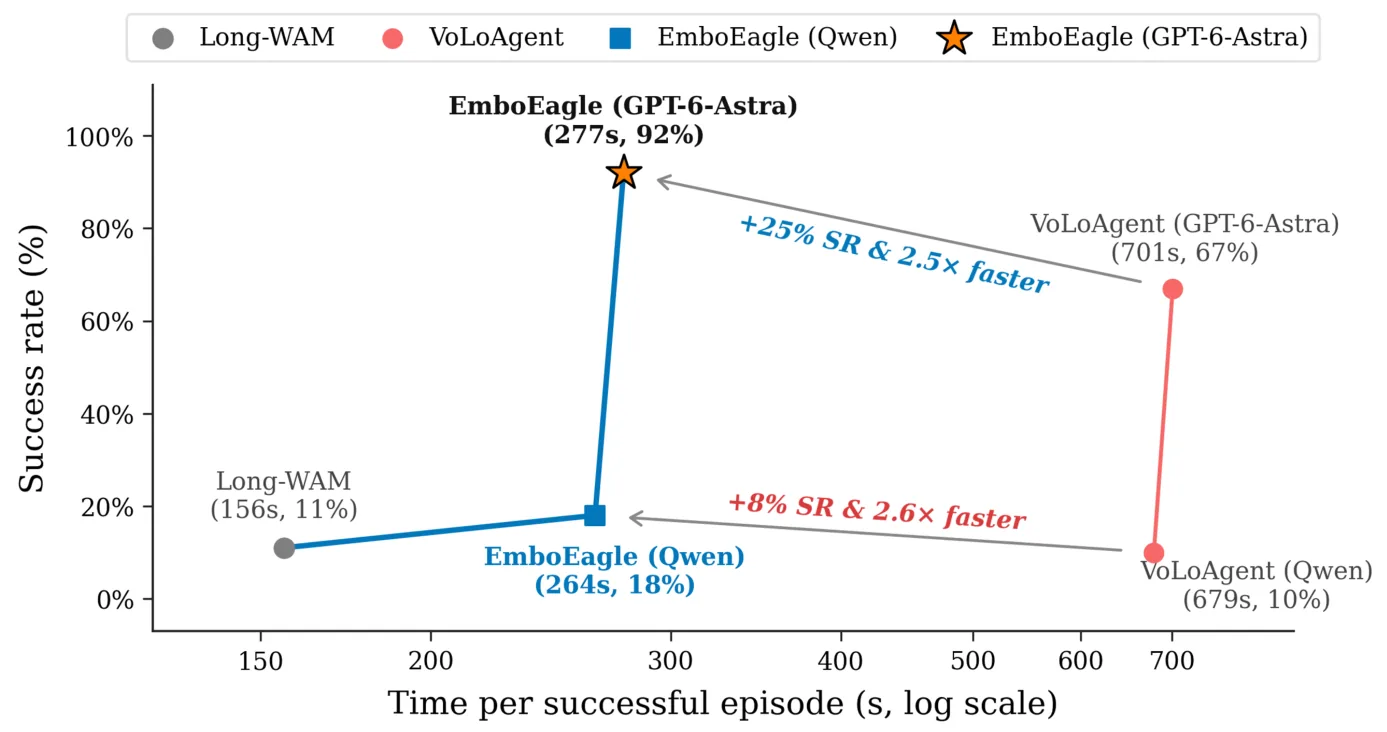 Long-WAM VoLoAgent EmboEagle (Qwen) EmboEagle (GPT-6-Astra)
EmboEagle (GPT-6-Astra)
(277s, 92%)
VoLoAgent (GPT-6-Astra)
(701s, 67%)
+25% SR & 2.5× faster
Long-WAM
(156s, 11%)
+8% SR & 2.6× faster
EmboEagle (Qwen)
(264s, 18%)
VoLoAgent (Qwen)
(679s, 10%)
Success rate (%)
100%
80%
60%
40%
20%
0%
150 200 300 400 500 600 700
Time per successful episode (s, log scale)